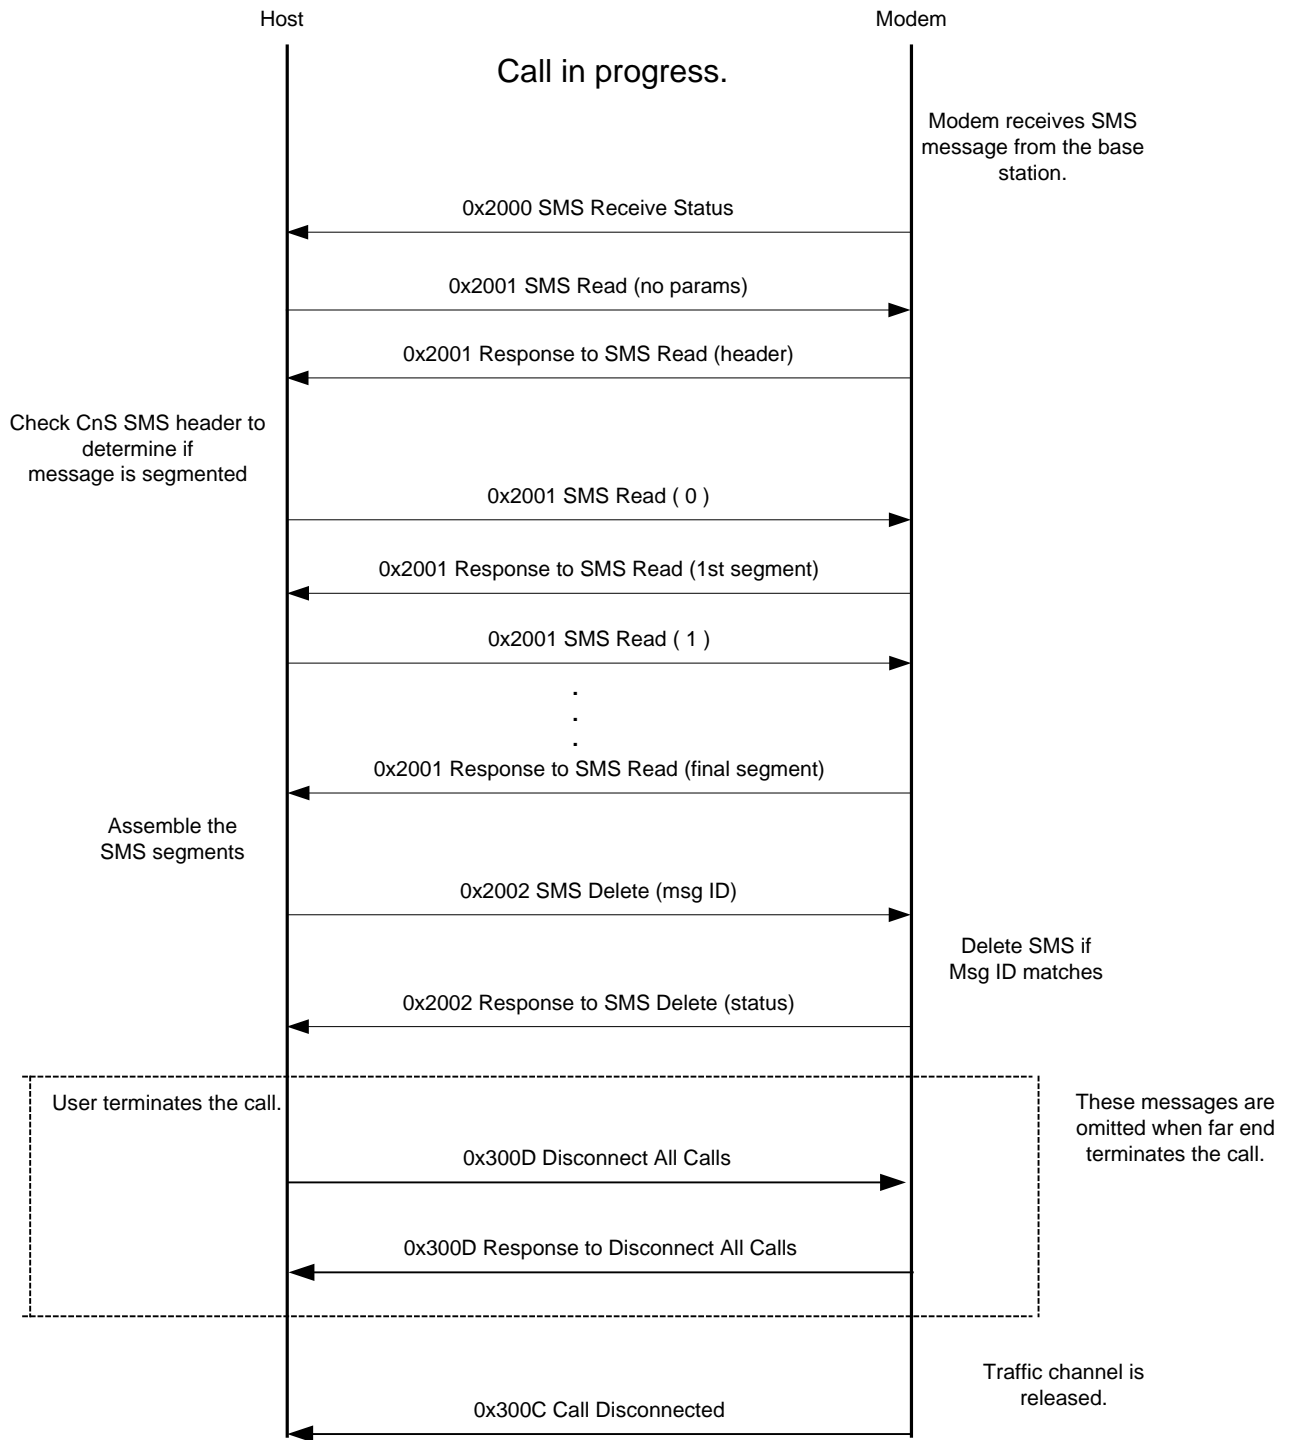 Host
Modem
Call in progress.
Modem receives SMS
message from the base
station.
0x2000 SMS Receive Status
0x2001 SMS Read (no params)
0x2001 Response to SMS Read (header)
Check CnS SMS header to
determine if
message is segmented
0x2001 SMS Read ( 0 )
0x2001 Response to SMS Read (1st segment)
0x2001 SMS Read ( 1 )
.
.
.
0x2001 Response to SMS Read (final segment)
Assemble the
SMS segments
0x2002 SMS Delete (msg ID)
Delete SMS if
Msg ID matches
0x2002 Response to SMS Delete (status)
User terminates the call.
These messages are
omitted when far end
terminates the call.
0x300D Disconnect All Calls
0x300D Response to Disconnect All Calls
Traffic channel is
released.
0x300C Call Disconnected